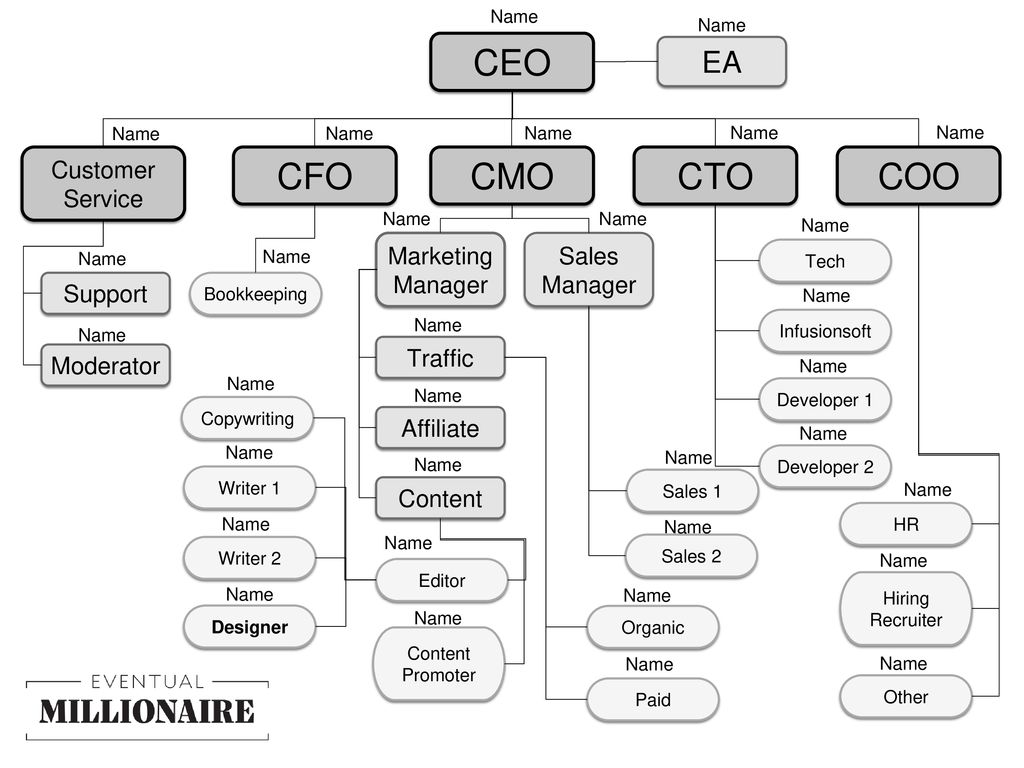 Name
CEO
Name
EA
Name
Customer
Service
Name
CFO
Name
CMO
Name
CTO
Name
COO
Name
Support
Name
Moderator
Name
Bookkeeping
Name
Marketing
Manager
Name
Sales
Manager
Name
Traffic
Name
Affiliate
Name
Content
Name
Copywriting
Name
Writer 1
Name
Writer 2
Name
Designer
Name
Editor
Name
Content
Promoter
Name
Sales 1
Name
Sales 2
Name
Organic
Name
Paid
Name
Tech
Name
Infusionsoft
Name
Developer 1
Name
Developer 2
Name
HR
Name
Hiring
Recruiter
Name
Other
EVENTUAL
MILLIONAIRE